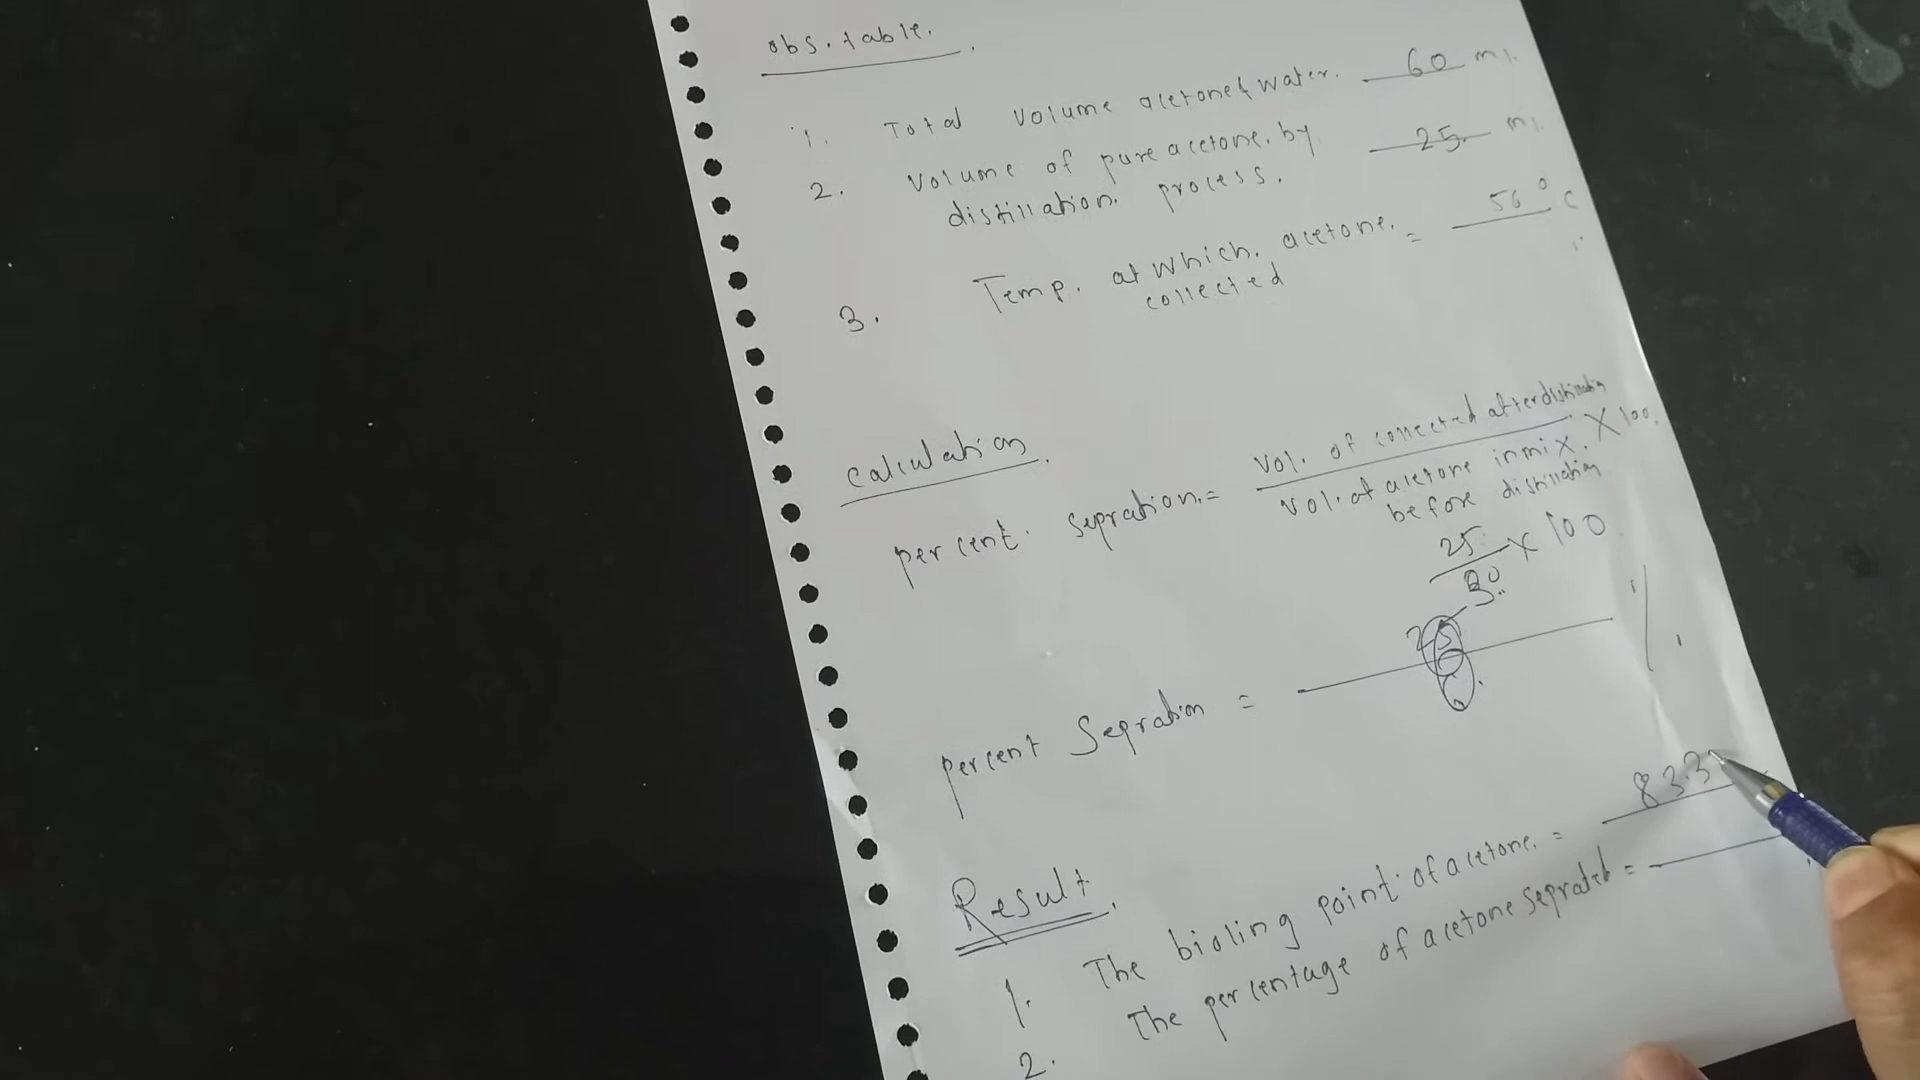 obs. table.
1. Total volume acetone & water. 60 ml.
2. Volume of pure acetone. by 25. ml.
distillation. process.
3. Temp. at which. acetone. = 56° c
collected
calculation.
percent. sepration. = Vol. of collected after distillation X 100.
Vol. of acetone in mix.
before distillation
25 X 100
30
25
percent Sepration = %.
83.3
Result.
1. The bioling point of acetone. =
2. The percentage of acetone seprated =